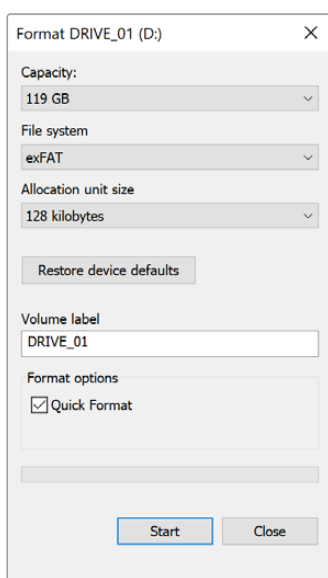 Format DRIVE_01 (D:)
Capacity:
119 GB
File system
exFAT
Allocation unit size
128 kilobytes
Restore device defaults
Volume label
DRIVE_01
Format options
Quick Format
Start Close